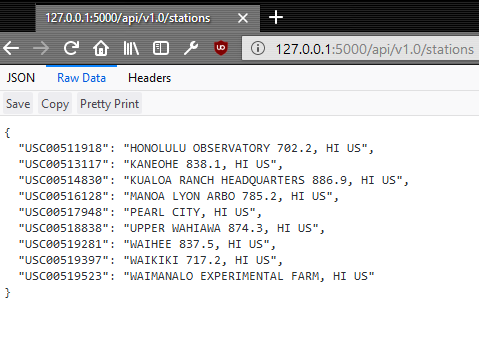 127.0.0.1:5000/api/v1.0/stations
127.0.0.1:5000/api/v1.0/stations
JSON Raw Data Headers
Save Copy Pretty Print
{
  "USC00511918": "HONOLULU OBSERVATORY 702.2, HI US",
  "USC00513117": "KANEOHE 838.1, HI US",
  "USC00514830": "KUALOA RANCH HEADQUARTERS 886.9, HI US",
  "USC00516128": "MANOA LYON ARBO 785.2, HI US",
  "USC00517948": "PEARL CITY, HI US",
  "USC00518838": "UPPER WAHIAWA 874.3, HI US",
  "USC00519281": "WAIHEE 837.5, HI US",
  "USC00519397": "WAIKIKI 717.2, HI US",
  "USC00519523": "WAIMANALO EXPERIMENTAL FARM, HI US"
}